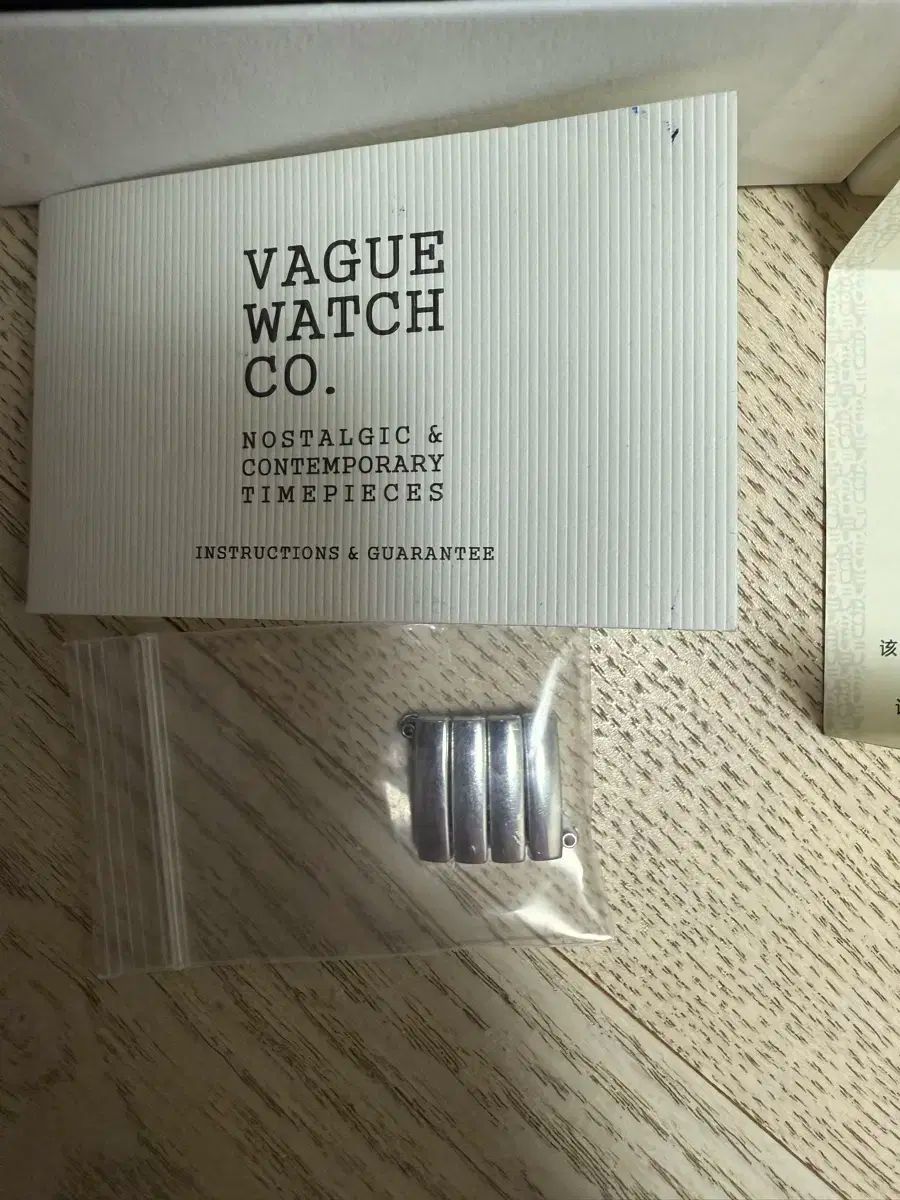 VAGUE
WATCH
CO.
NOSTALGIC &
CONTEMPORARY
TIMEPIECES
INSTRUCTIONS & GUARANTEE
该